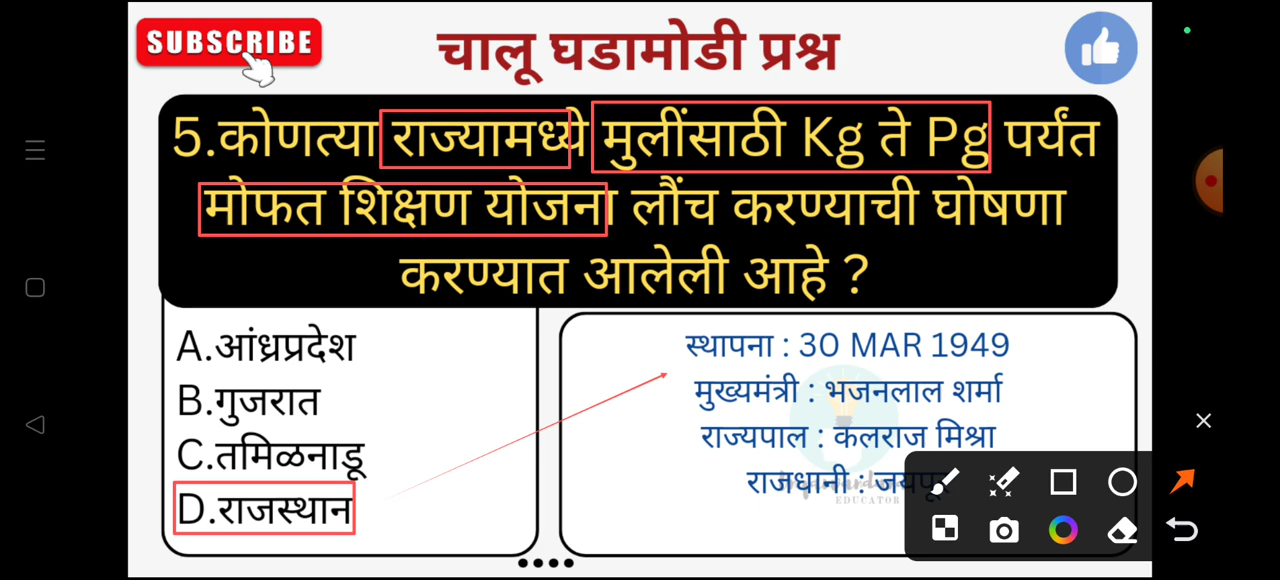 SUBSCRIBE
चालू घडामोडी प्रश्न
5.कोणत्या राज्यामध्ये मुलींसाठी Kg ते Pg पर्यंत
मोफत शिक्षण योजना लौंच करण्याची घोषणा
करण्यात आलेली आहे ?
A.आंध्रप्रदेश
B.गुजरात
C.तमिळनाडू
D.राजस्थान
स्थापना : 30 MAR 1949
मुख्यमंत्री : भजनलाल शर्मा
राज्यपाल : कलराज मिश्रा
राजधानी : जयपूर
EDUCATOR